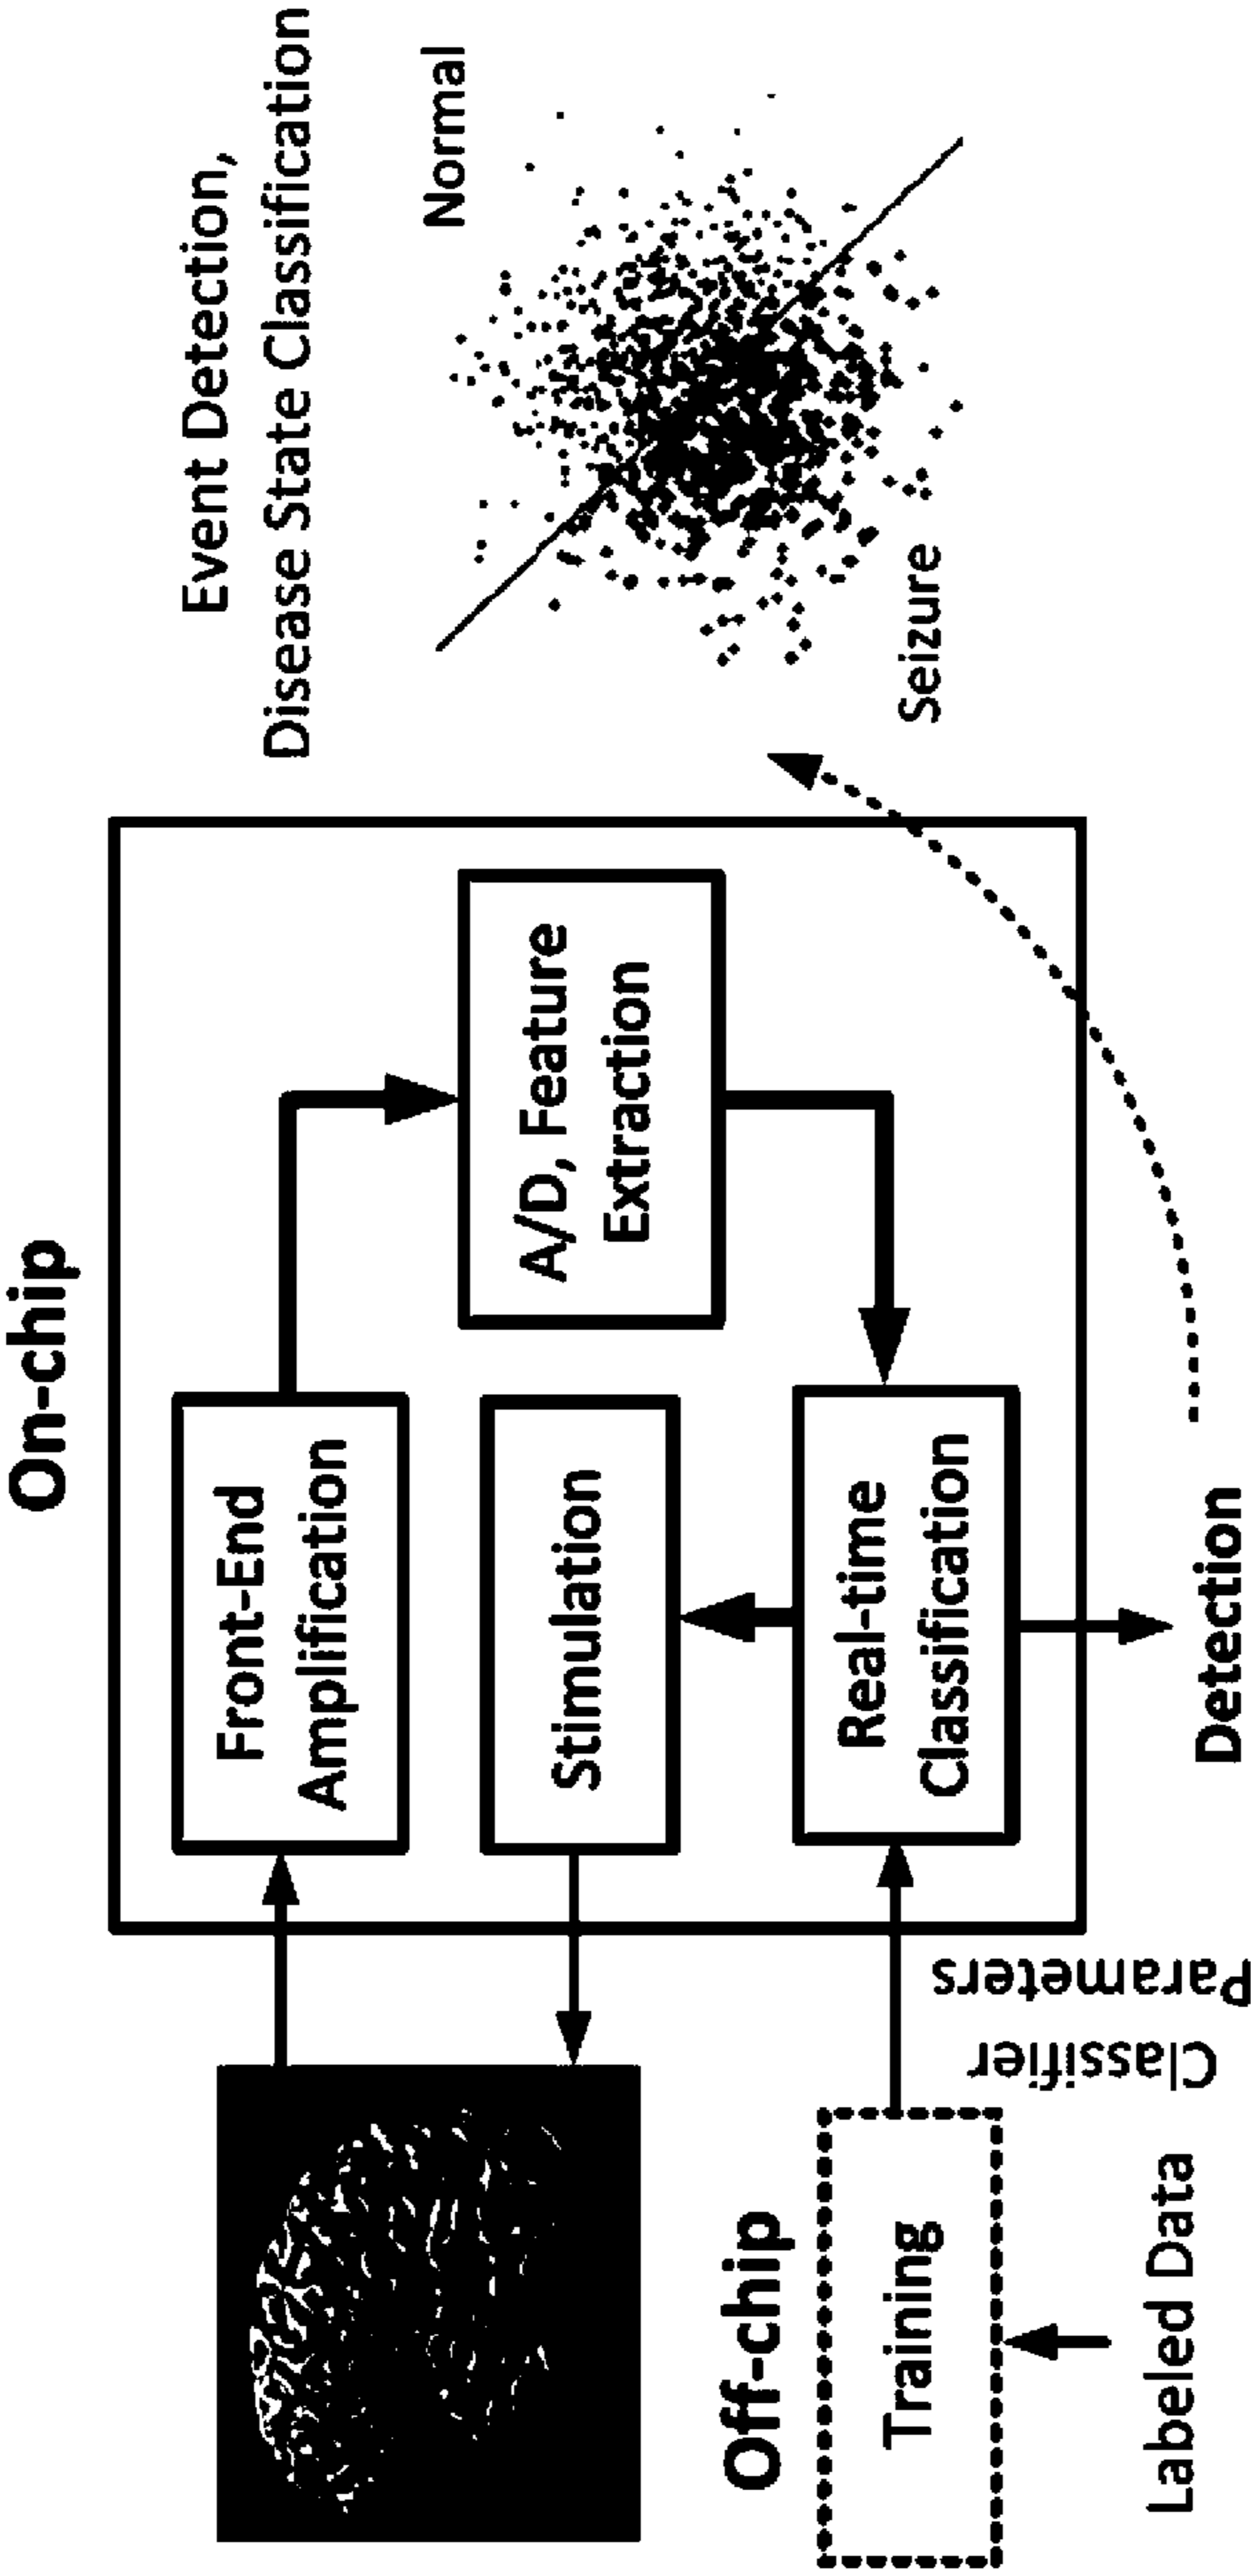 On-chip
Event Detection,
Disease State Classification
Front-End
Amplification
A/D, Feature
Extraction
Stimulation
Real-time
Classification
Normal
Seizure
Off-chip
Training
Labeled Data
Classifier
Parameters
Detection